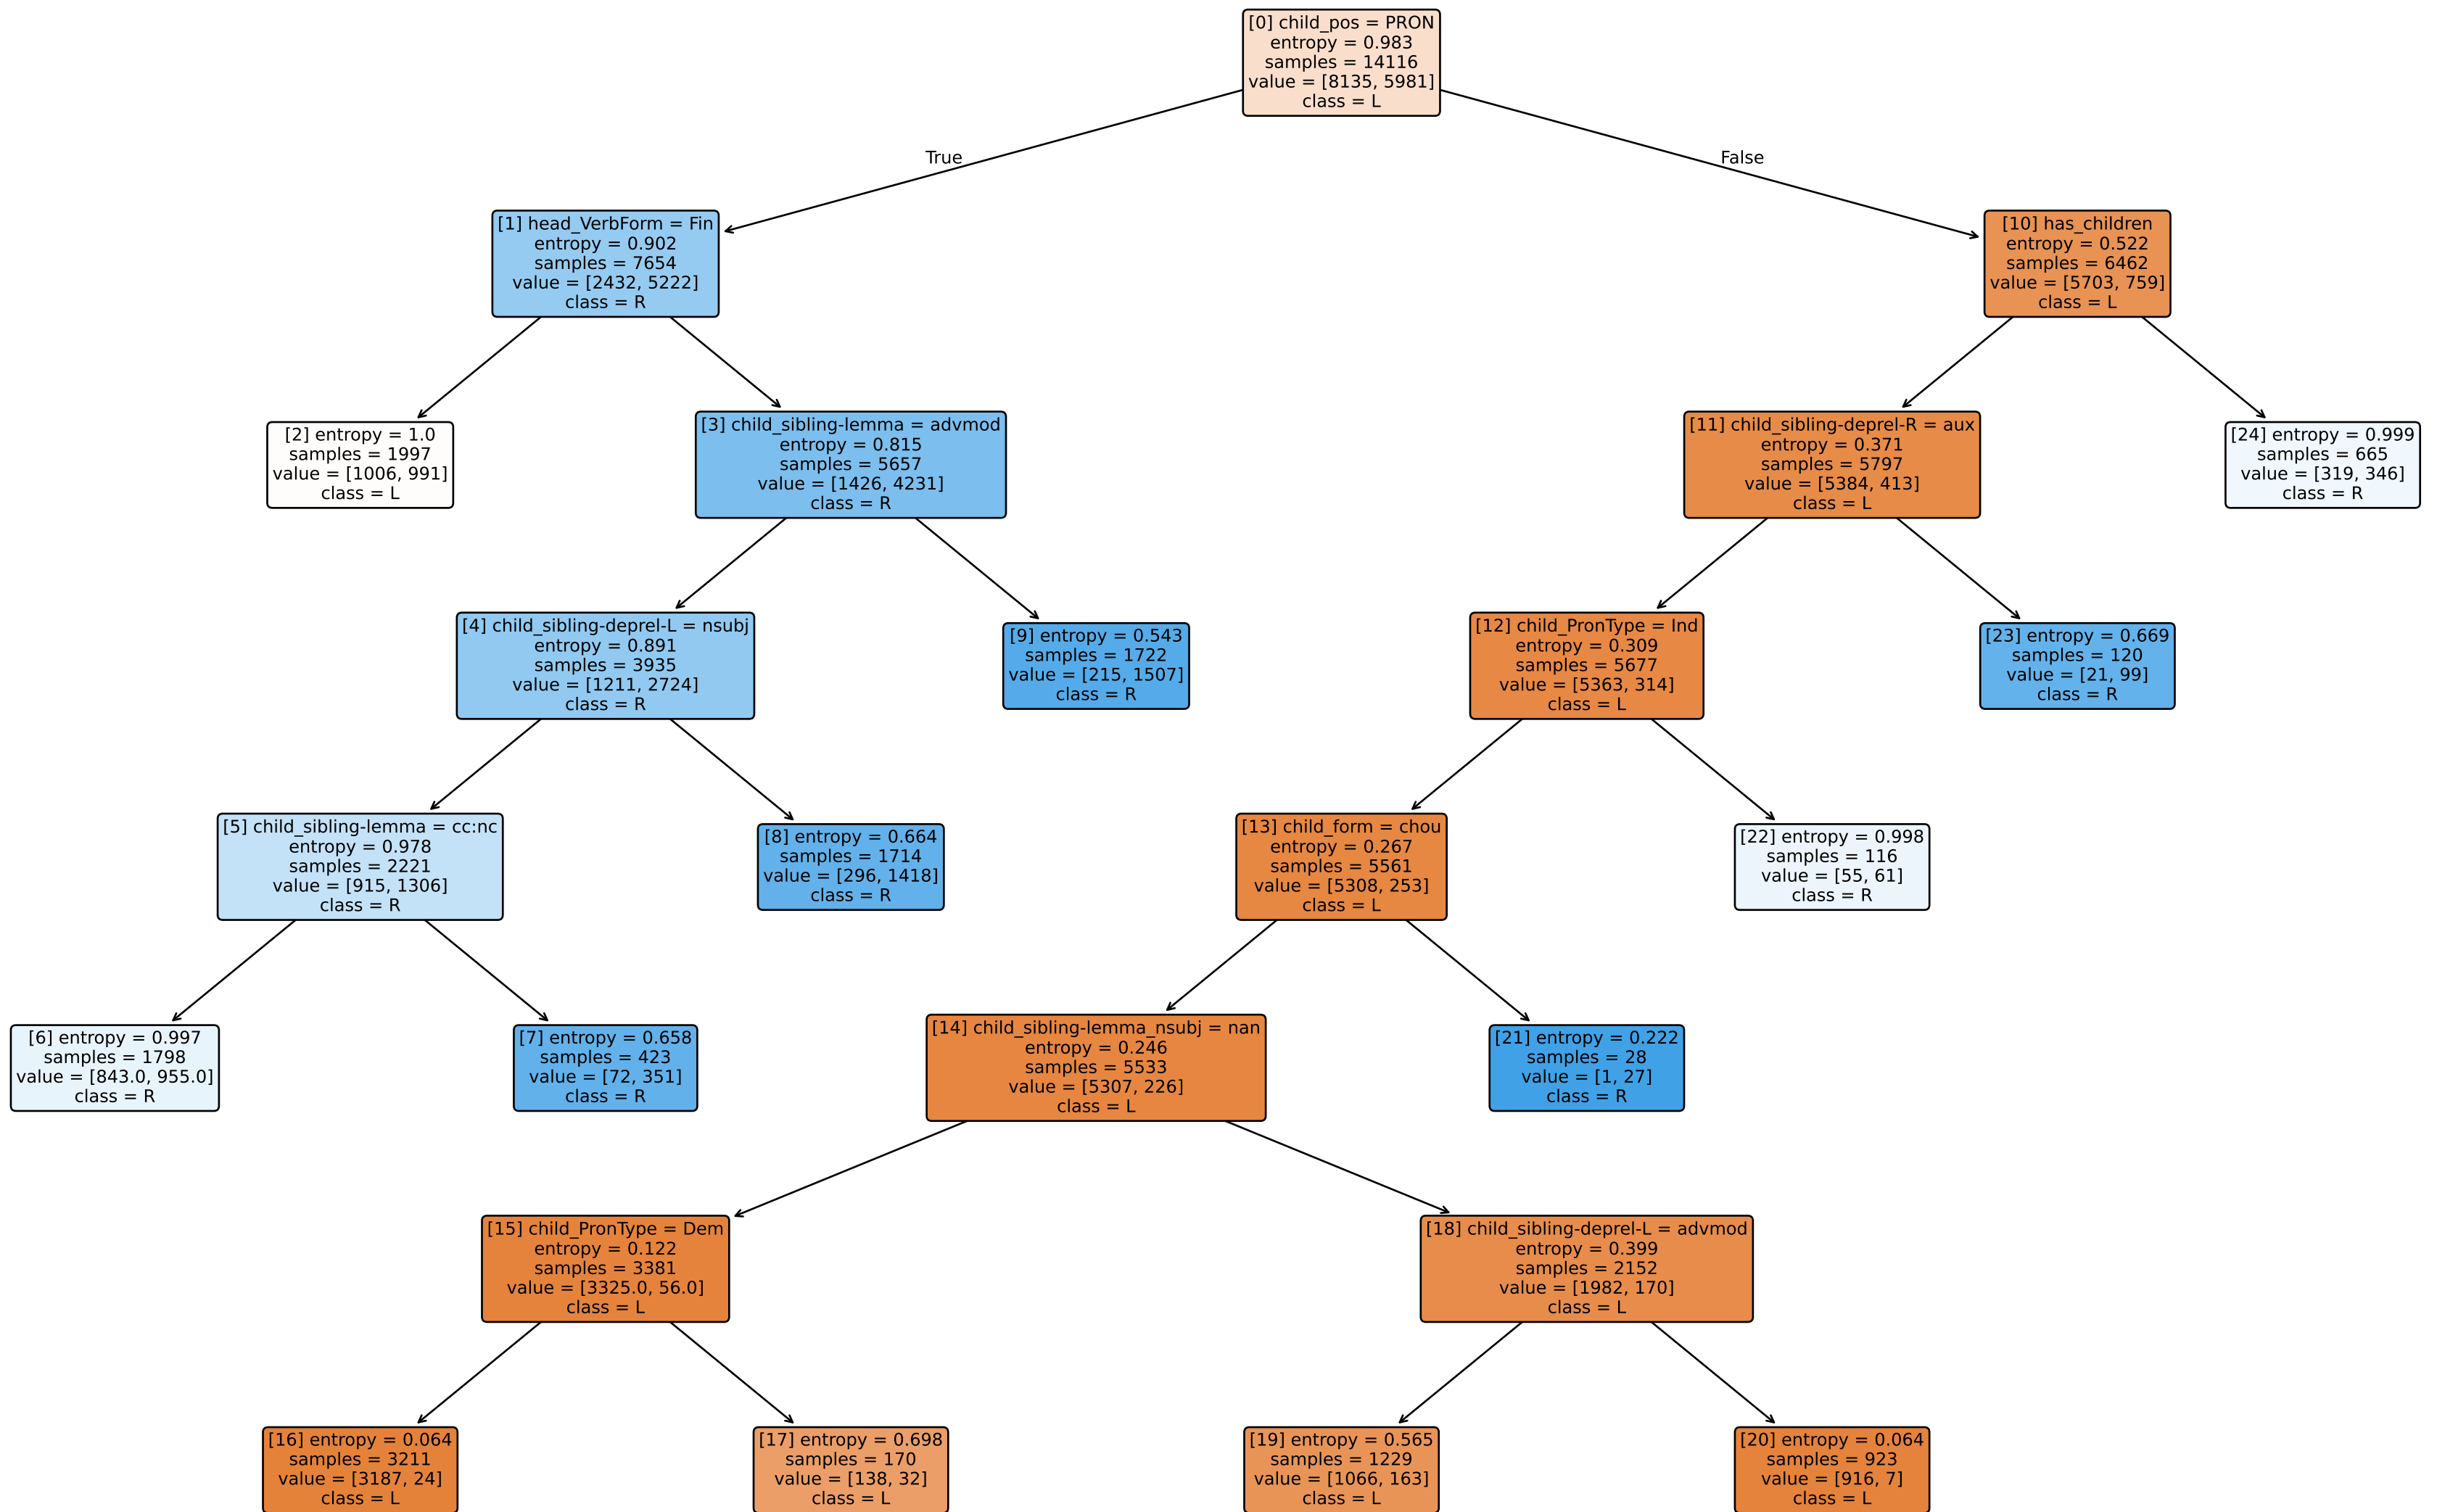 [0] child_pos = PRON
entropy = 0.983
samples = 14116
value = [8135, 5981]
class = L
True
False
[1] head_VerbForm = Fin
entropy = 0.902
samples = 7654
value = [2432, 5222]
class = R
[10] has_children
entropy = 0.522
samples = 6462
value = [5703, 759]
class = L
[2] entropy = 1.0
samples = 1997
value = [1006, 991]
class = L
[3] child_sibling-lemma = advmod
entropy = 0.815
samples = 5657
value = [1426, 4231]
class = R
[11] child_sibling-deprel-R = aux
entropy = 0.371
samples = 5797
value = [5384, 413]
class = L
[24] entropy = 0.999
samples = 665
value = [319, 346]
class = R
[4] child_sibling-deprel-L = nsubj
entropy = 0.891
samples = 3935
value = [1211, 2724]
class = R
[9] entropy = 0.543
samples = 1722
value = [215, 1507]
class = R
[12] child_PronType = Ind
entropy = 0.309
samples = 5677
value = [5363, 314]
class = L
[23] entropy = 0.669
samples = 120
value = [21, 99]
class = R
[5] child_sibling-lemma = cc:nc
entropy = 0.978
samples = 2221
value = [915, 1306]
class = R
[8] entropy = 0.664
samples = 1714
value = [296, 1418]
class = R
[13] child_form = chou
entropy = 0.267
samples = 5561
value = [5308, 253]
class = L
[22] entropy = 0.998
samples = 116
value = [55, 61]
class = R
[6] entropy = 0.997
samples = 1798
value = [843.0, 955.0]
class = R
[7] entropy = 0.658
samples = 423
value = [72, 351]
class = R
[14] child_sibling-lemma_nsubj = nan
entropy = 0.246
samples = 5533
value = [5307, 226]
class = L
[21] entropy = 0.222
samples = 28
value = [1, 27]
class = R
[15] child_PronType = Dem
entropy = 0.122
samples = 3381
value = [3325.0, 56.0]
class = L
[18] child_sibling-deprel-L = advmod
entropy = 0.399
samples = 2152
value = [1982, 170]
class = L
[16] entropy = 0.064
samples = 3211
value = [3187, 24]
class = L
[17] entropy = 0.698
samples = 170
value = [138, 32]
class = L
[19] entropy = 0.565
samples = 1229
value = [1066, 163]
class = L
[20] entropy = 0.064
samples = 923
value = [916, 7]
class = L